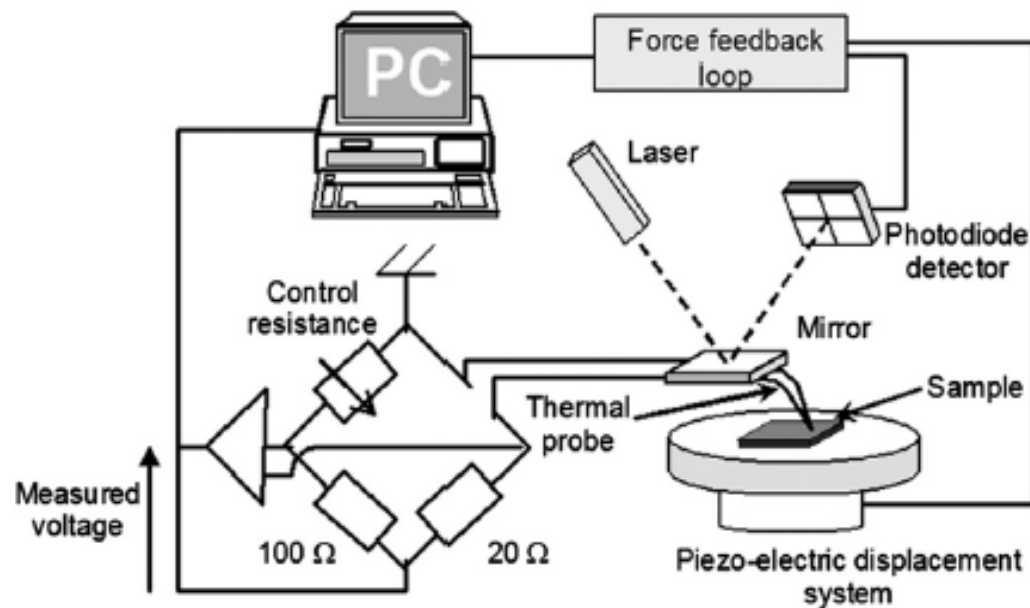 PC
Force feedback
loop
Laser
Photodiode
detector
Control
resistance
Mirror
Thermal
probe
Sample
Measured
voltage
100 Ω
20 Ω
Piezo-electric displacement
system